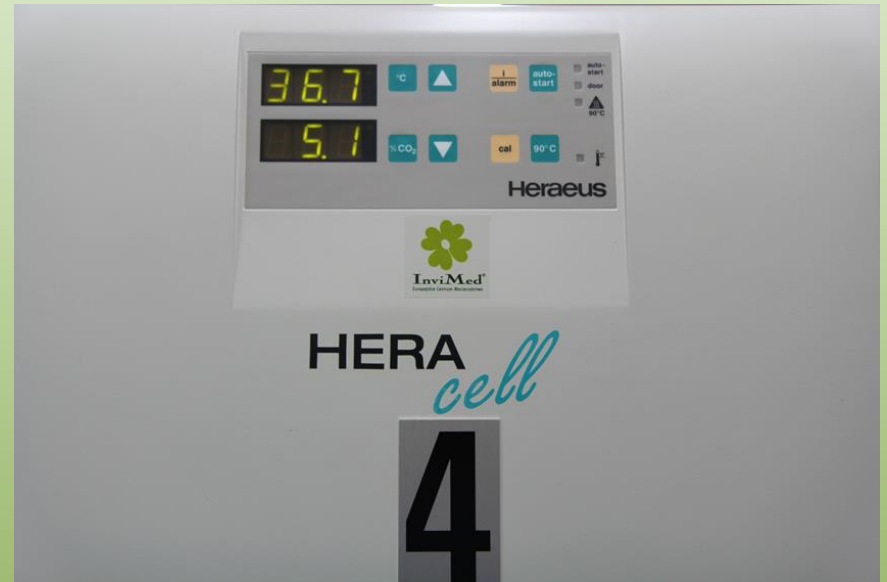 36.7
°C
i
alarm
auto-
start
auto-
start
door
90°C
5.1
%CO₂
cal
90°C
Heraeus
InviMed
HERA
cell
4